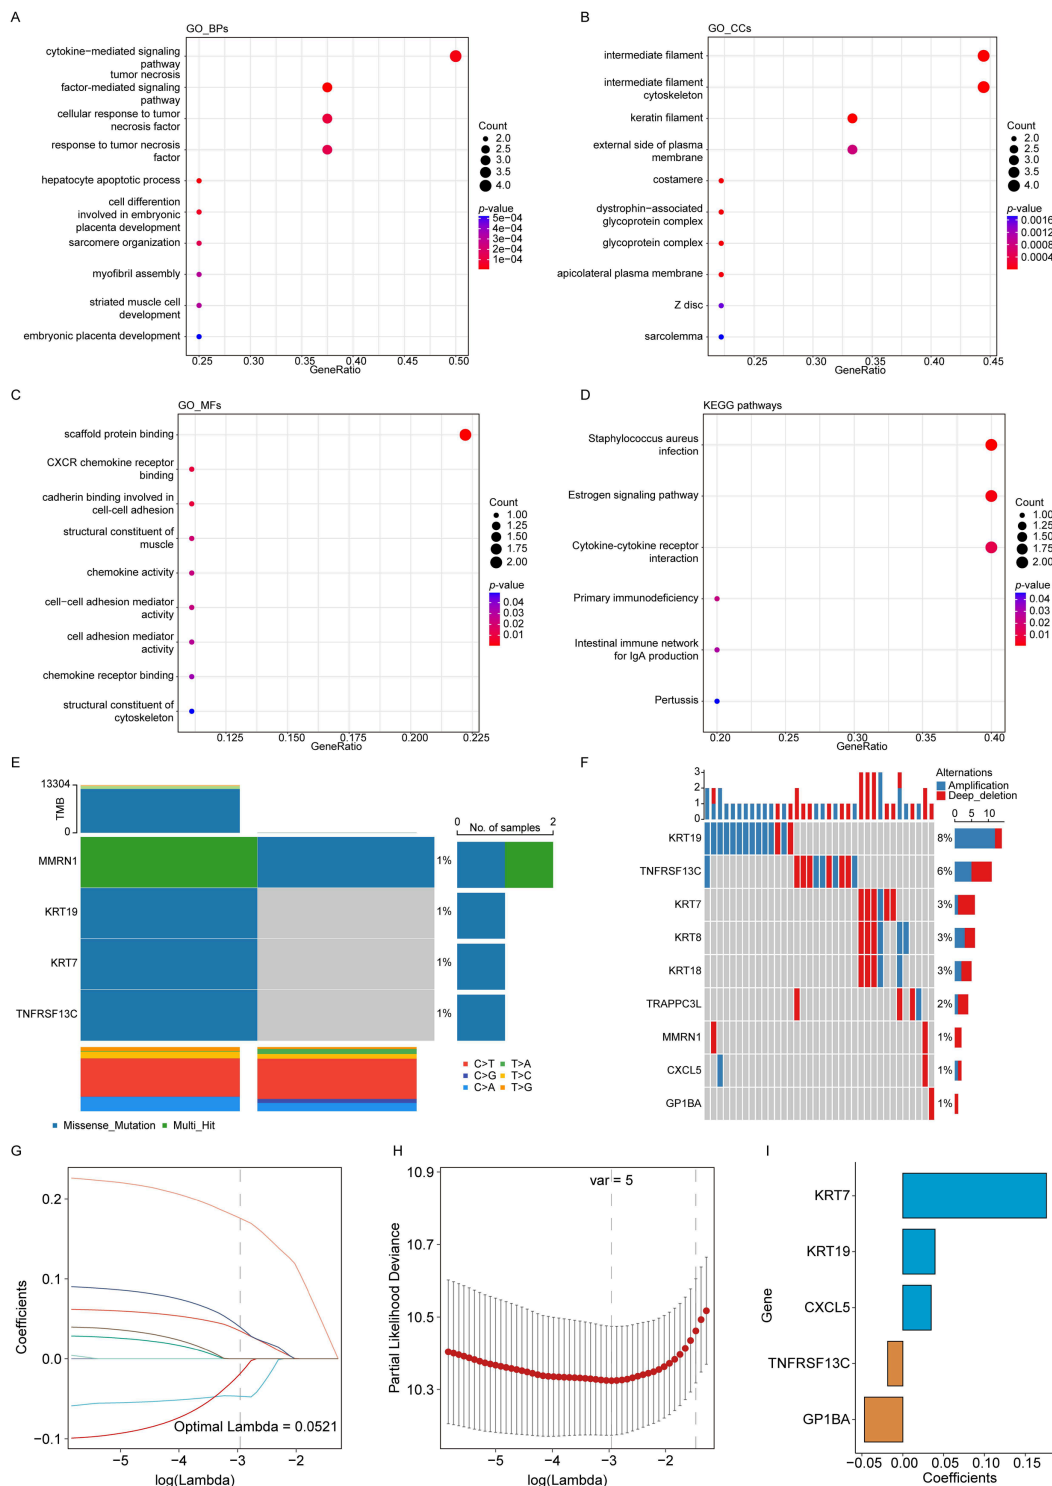 A
GO_BPs
cytokine−mediated signaling
pathway
tumor necrosis
factor−mediated signaling
pathway
cellular response to tumor
necrosis factor
response to tumor necrosis
factor
hepatocyte apoptotic process
cell differention
involved in embryonic
placenta development
sarcomere organization
myofibril assembly
striated muscle cell
development
embryonic placenta development
0.25 0.30 0.35 0.40 0.45 0.50
GeneRatio
Count
2.0
2.5
3.0
3.5
4.0
p-value
5e−04
4e−04
3e−04
2e−04
1e−04
B
GO_CCs
intermediate filament
intermediate filament
cytoskeleton
keratin filament
external side of plasma
membrane
costamere
dystrophin−associated
glycoprotein complex
glycoprotein complex
apicolateral plasma membrane
Z disc
sarcolemma
0.25 0.30 0.35 0.40 0.45
GeneRatio
Count
2.0
2.5
3.0
3.5
4.0
p-value
0.0016
0.0012
0.0008
0.0004
C
GO_MFs
scaffold protein binding
CXCR chemokine receptor
binding
cadherin binding involved in
cell-cell adhesion
structural constituent of
muscle
chemokine activity
cell−cell adhesion mediator
activity
cell adhesion mediator
activity
chemokine receptor binding
structural constituent of
cytoskeleton
0.125 0.150 0.175 0.200 0.225
GeneRatio
Count
1.00
1.25
1.50
1.75
2.00
p-value
0.04
0.03
0.02
0.01
D
KEGG pathways
Staphylococcus aureus
infection
Estrogen signaling pathway
Cytokine-cytokine receptor
interaction
Primary immunodeficiency
Intestinal immune network
for IgA production
Pertussis
0.20 0.25 0.30 0.35 0.40
GeneRatio
Count
1.00
1.25
1.50
1.75
2.00
p-value
0.04
0.03
0.02
0.01
E
13304
TMB
0
0 No. of samples 2
MMRN1 1%
KRT19 1%
KRT7 1%
TNFRSF13C 1%
C>T T>A
C>G T>C
C>A T>G
Missense_Mutation Multi_Hit
F
3
2
1
0
Alternations
Amplification
Deep_deletion
0 5 10
KRT19 8%
TNFRSF13C 6%
KRT7 3%
KRT8 3%
KRT18 3%
TRAPPC3L 2%
MMRN1 1%
CXCL5 1%
GP1BA 1%
G
Coefficients
0.2
0.1
0.0
−0.1
Optimal Lambda = 0.0521
−5 −4 −3 −2 −1
log(Lambda)
H
Partial Likelihood Deviance
10.9
10.7
10.5
10.3
var = 5
−5 −4 −3 −2 −1
log(Lambda)
I
Gene
KRT7
KRT19
CXCL5
TNFRSF13C
GP1BA
−0.05 0.00 0.05 0.10 0.15
Coefficients